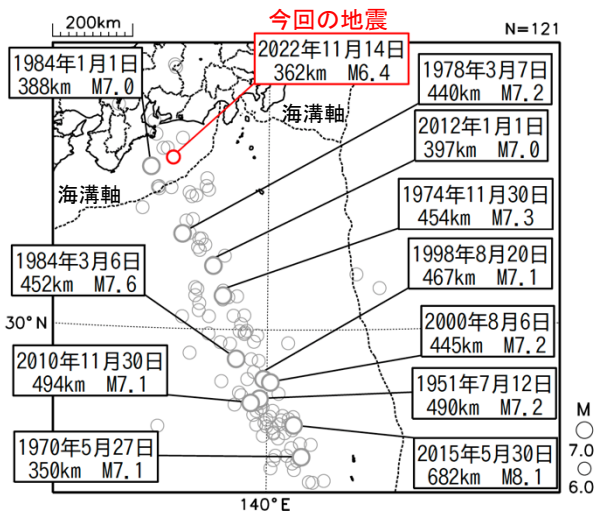 今回の地震
200km
N=121
2022年11月14日
362km M6.4
1984年1月1日
388km M7.0
1978年3月7日
440km M7.2
海溝軸
2012年1月1日
397km M7.0
海溝軸
1974年11月30日
454km M7.3
1984年3月6日
452km M7.6
1998年8月20日
467km M7.1
30°N
2000年8月6日
445km M7.2
2010年11月30日
494km M7.1
1951年7月12日
490km M7.2
1970年5月27日
350km M7.1
2015年5月30日
682km M8.1
M
7.0
6.0
140°E